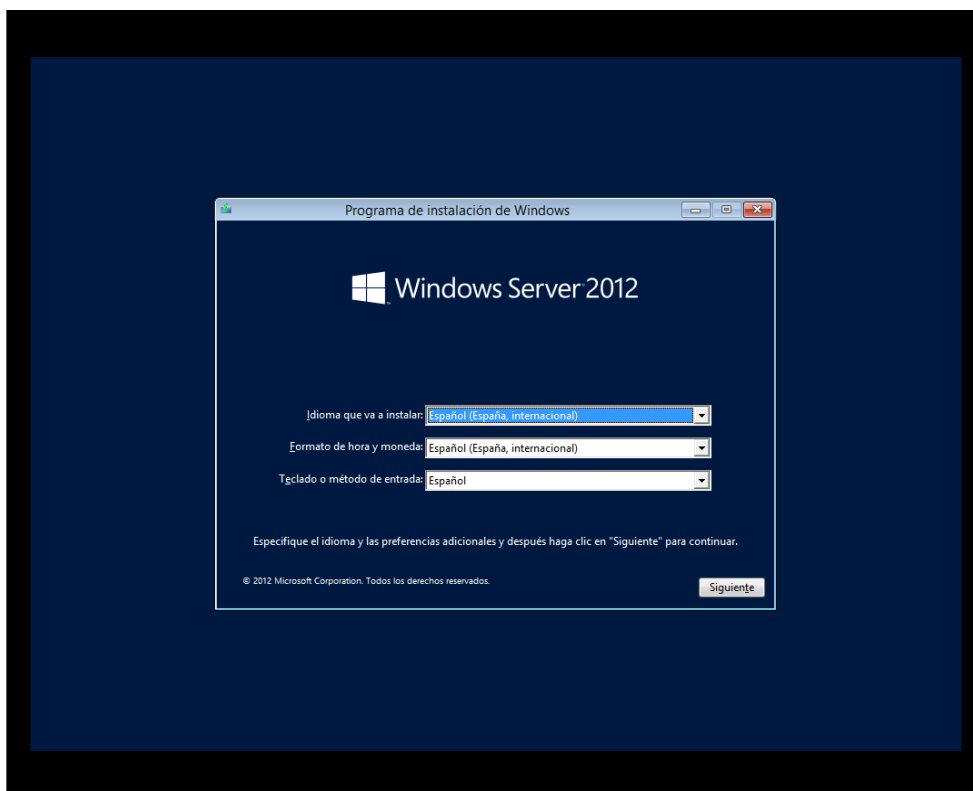 Programa de instalación de Windows
Windows Server 2012
Idioma que va a instalar: Español (España, internacional)
Formato de hora y moneda: Español (España, internacional)
Teclado o método de entrada: Español
Especifique el idioma y las preferencias adicionales y después haga clic en "Siguiente" para continuar.
© 2012 Microsoft Corporation. Todos los derechos reservados.
Siguiente